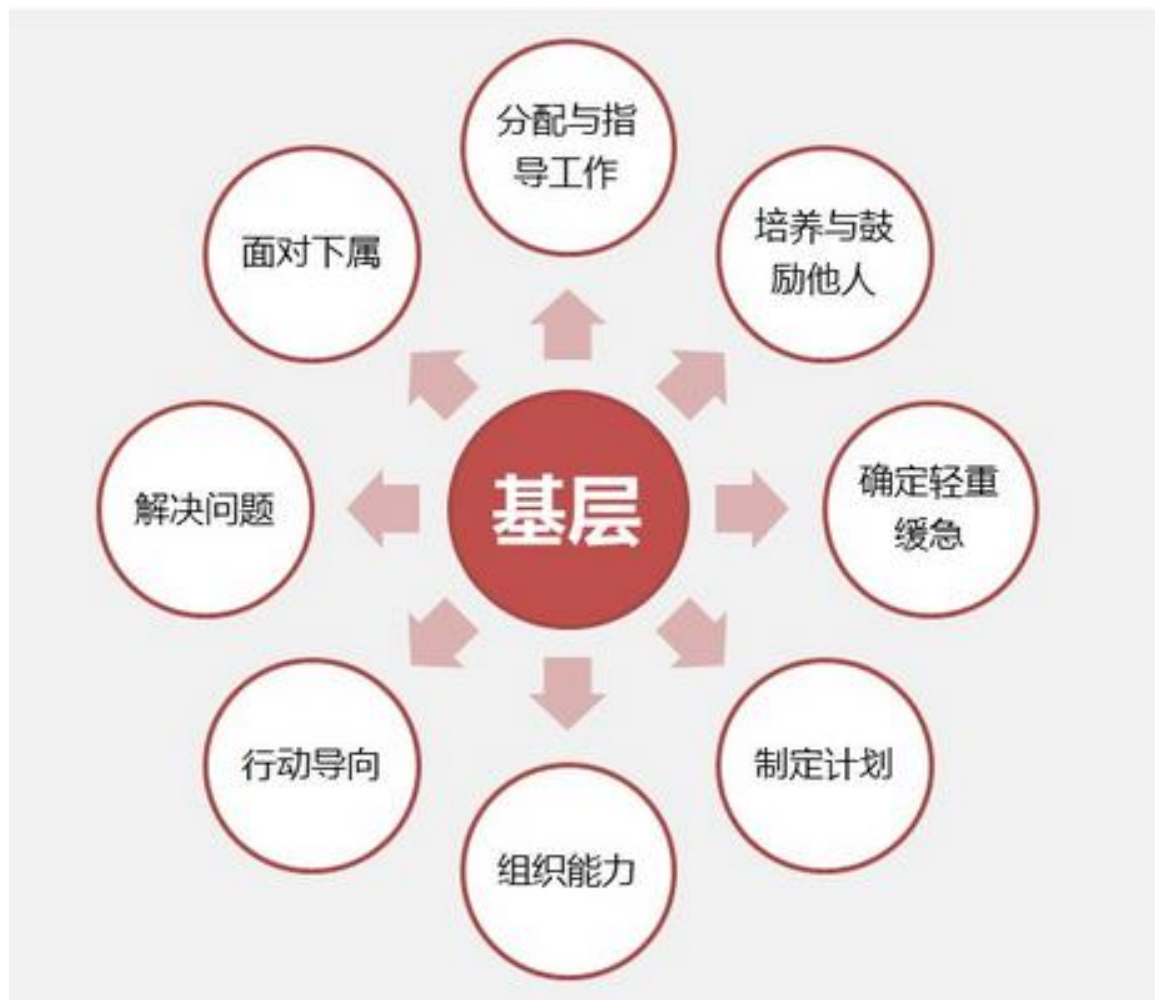 分配与指
导工作
培养与鼓
励他人
确定轻重
缓急
制定计划
组织能力
行动导向
解决问题
面对下属
基层